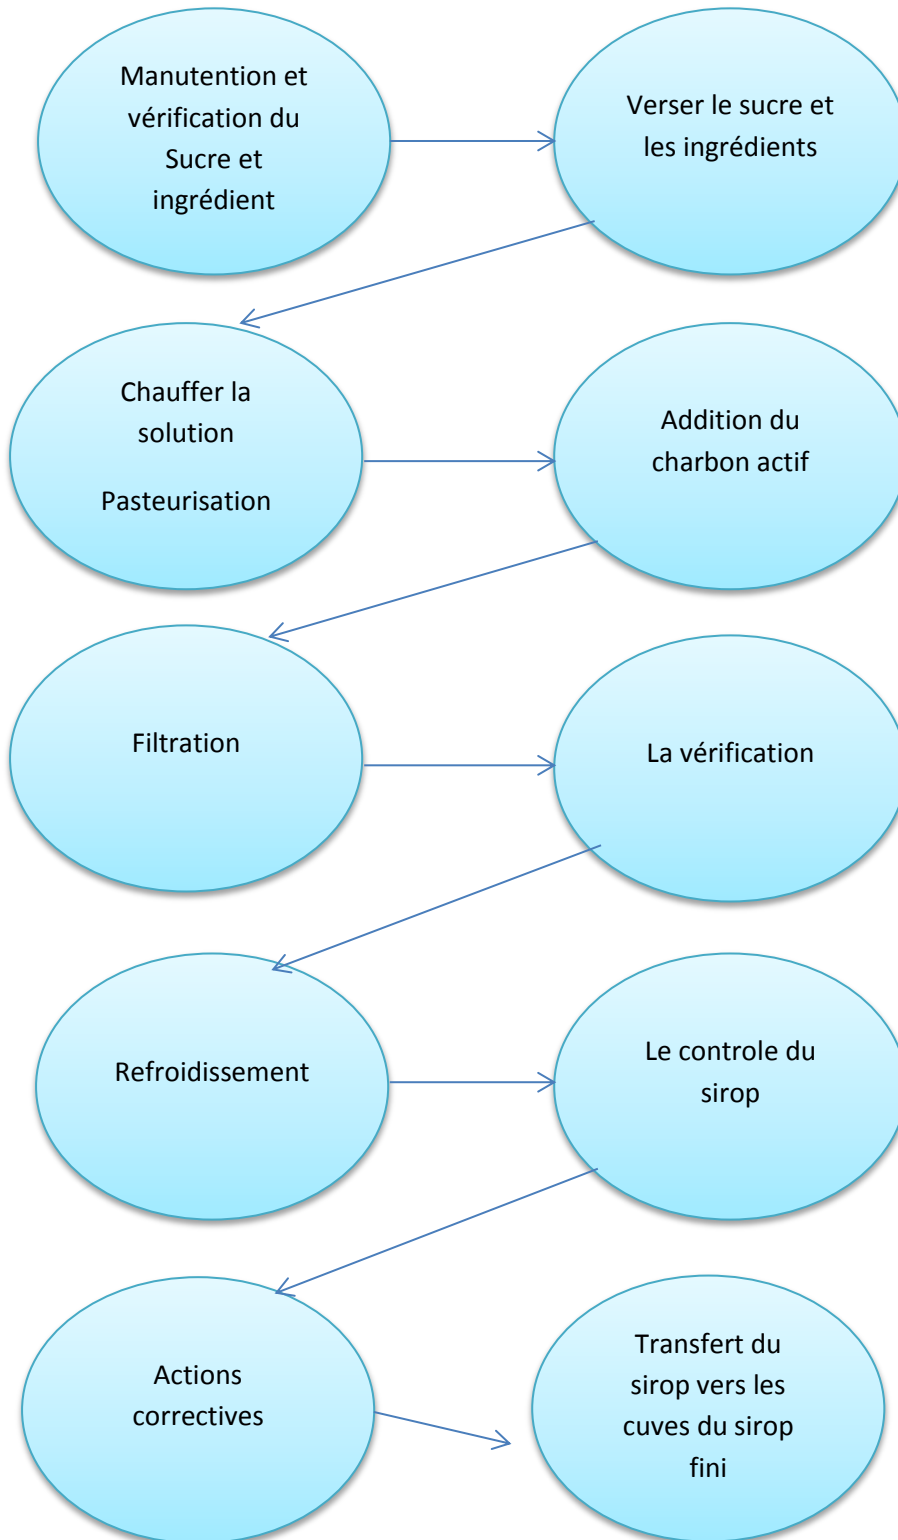 Manutention et
vérification du
Sucre et
ingrédient
Verser le sucre et
les ingrédients
Chauffer la
solution
Pasteurisation
Addition du
charbon actif
Filtration
La vérification
Refroidissement
Le controle du
sirop
Actions
correctives
Transfert du
sirop vers les
cuves du sirop
fini